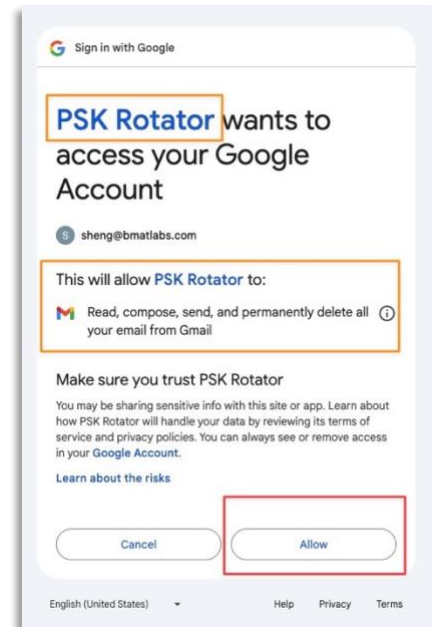 Sign in with Google
PSK Rotator wants to
access your Google
Account
S sheng@bmatlabs.com
This will allow PSK Rotator to:
Read, compose, send, and permanently delete all
your email from Gmail
Make sure you trust PSK Rotator
You may be sharing sensitive info with this site or app. Learn about
how PSK Rotator will handle your data by reviewing its terms of
service and privacy policies. You can always see or remove access
in your Google Account.
Learn about the risks
Cancel Allow
English (United States) Help Privacy Terms